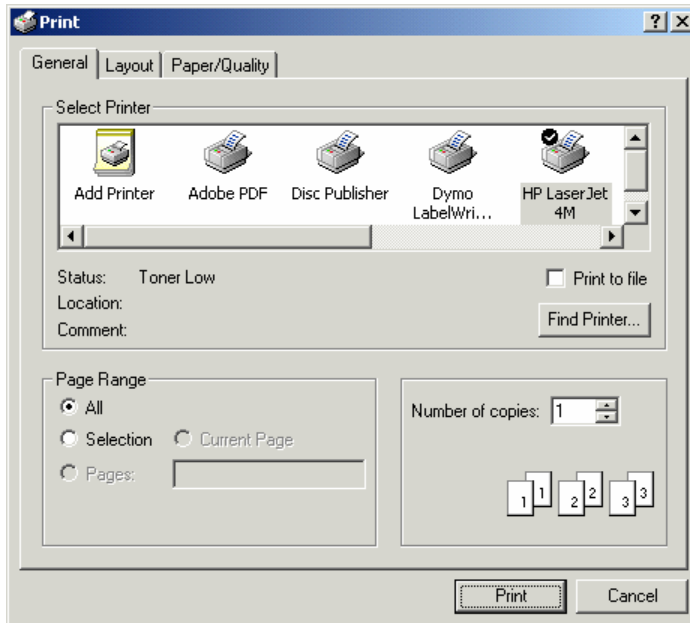 Print
General Layout Paper/Quality
Select Printer
Add Printer Adobe PDF Disc Publisher Dymo LabelWri... HP LaserJet 4M
Status: Toner Low
Print to file
Location:
Find Printer...
Comment:
Page Range
All
Selection Current Page
Pages:
Number of copies: 1
1 1 2 2 3 3
Print Cancel